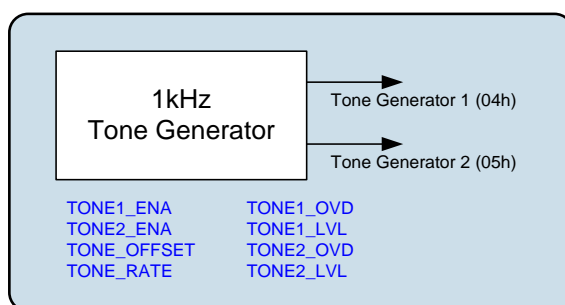 1kHz
Tone Generator
Tone Generator 1 (04h)
Tone Generator 2 (05h)
TONE1_ENA
TONE2_ENA
TONE_OFFSET
TONE_RATE
TONE1_OVD
TONE1_LVL
TONE2_OVD
TONE2_LVL